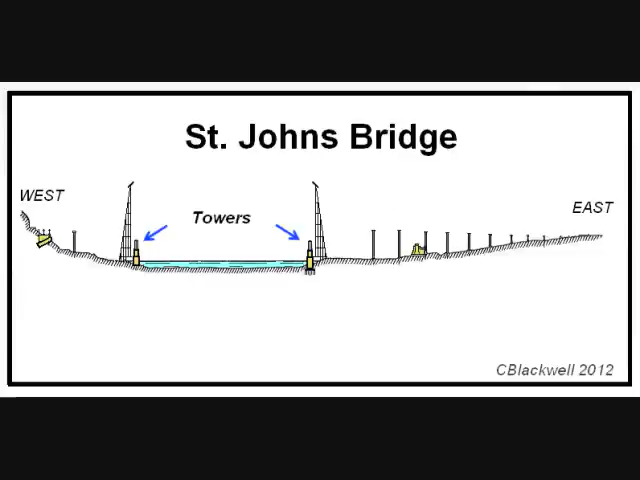 St. Johns Bridge
WEST
EAST
Towers
CBlackwell 2012